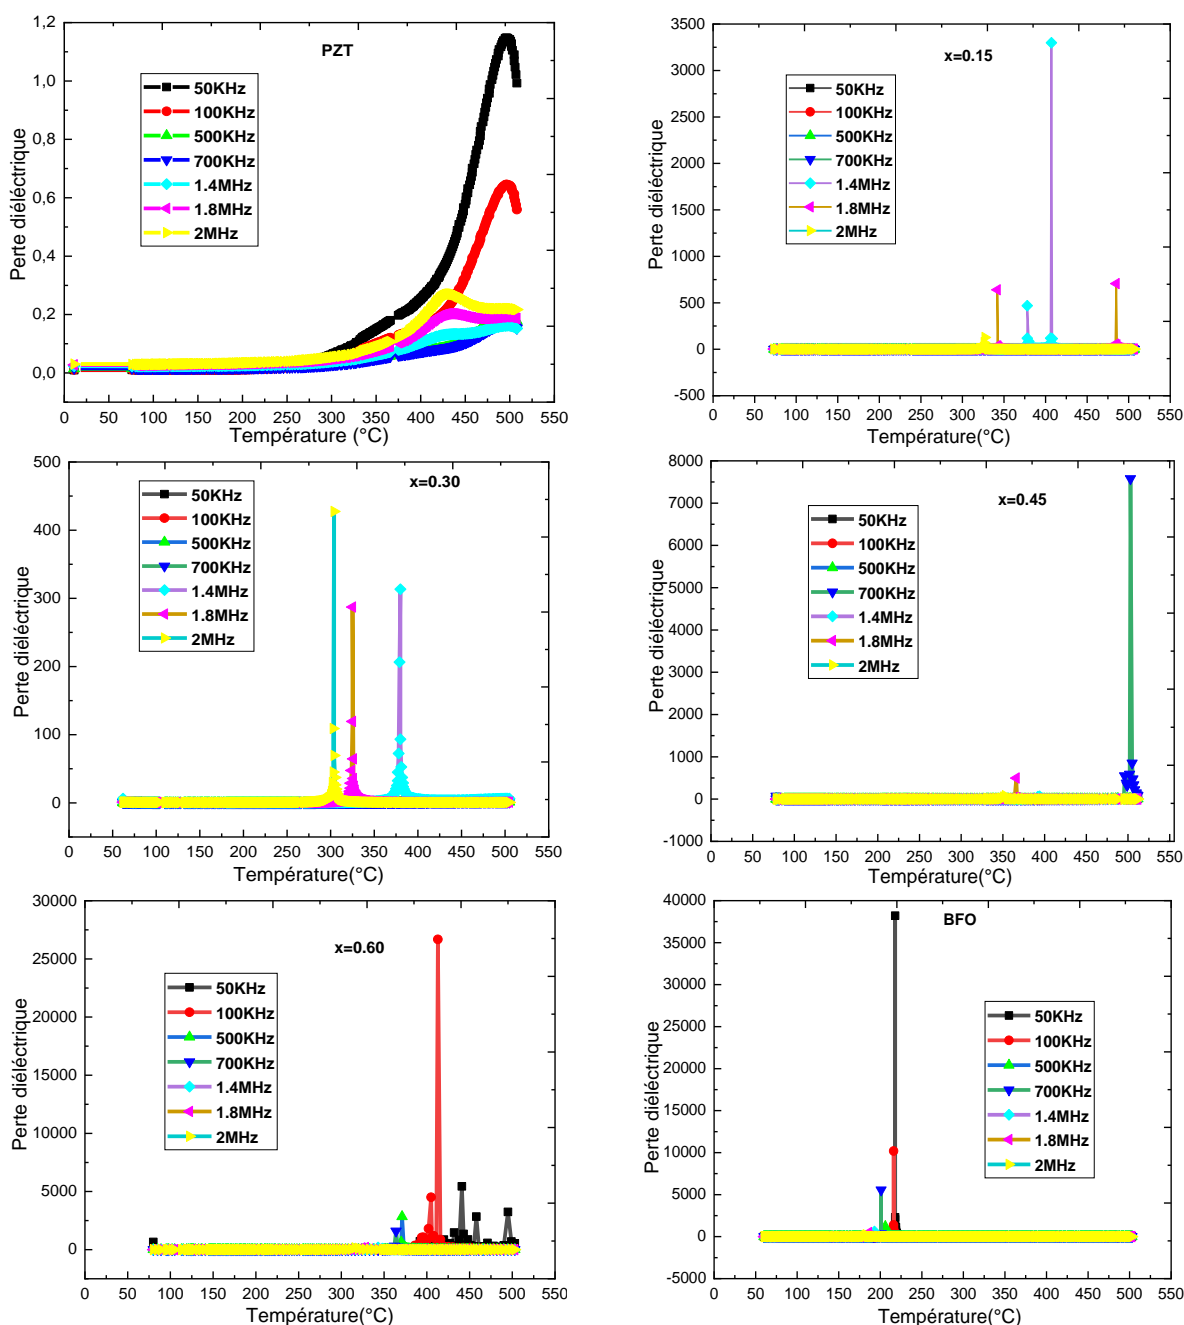 PZT
50KHz
100KHz
500KHz
700KHz
1.4MHz
1.8MHz
2MHz
Perte diéléctrique
1,2
1,0
0,8
0,6
0,4
0,2
0,0
0 50 100 150 200 250 300 350 400 450 500 550
Température (°C)
x=0.15
50KHz
100KHz
500KHz
700KHz
1.4MHz
1.8MHz
2MHz
Perte diéléctrique
3500
3000
2500
2000
1500
1000
500
0
-500
0 50 100 150 200 250 300 350 400 450 500 550
Température(°C)
x=0.30
50KHz
100KHz
500KHz
700KHz
1.4MHz
1.8MHz
2MHz
Perte diéléctrique
500
400
300
200
100
0
0 50 100 150 200 250 300 350 400 450 500 550
Température(°C)
x=0.45
50KHz
100KHz
500KHz
700KHz
1.4MHz
1.8MHz
2MHz
Perte diéléctrique
8000
7000
6000
5000
4000
3000
2000
1000
0
-1000
0 50 100 150 200 250 300 350 400 450 500 550
Température(°C)
x=0.60
50KHz
100KHz
500KHz
700KHz
1.4MHz
1.8MHz
2MHz
Perte diéléctrique
30000
25000
20000
15000
10000
5000
0
0 50 100 150 200 250 300 350 400 450 500 550
Température(°C)
BFO
50KHz
100KHz
500KHz
700KHz
1.4MHz
1.8MHz
2MHz
Perte diéléctrique
40000
35000
30000
25000
20000
15000
10000
5000
0
-5000
0 50 100 150 200 250 300 350 400 450 500 550
Température(°C)